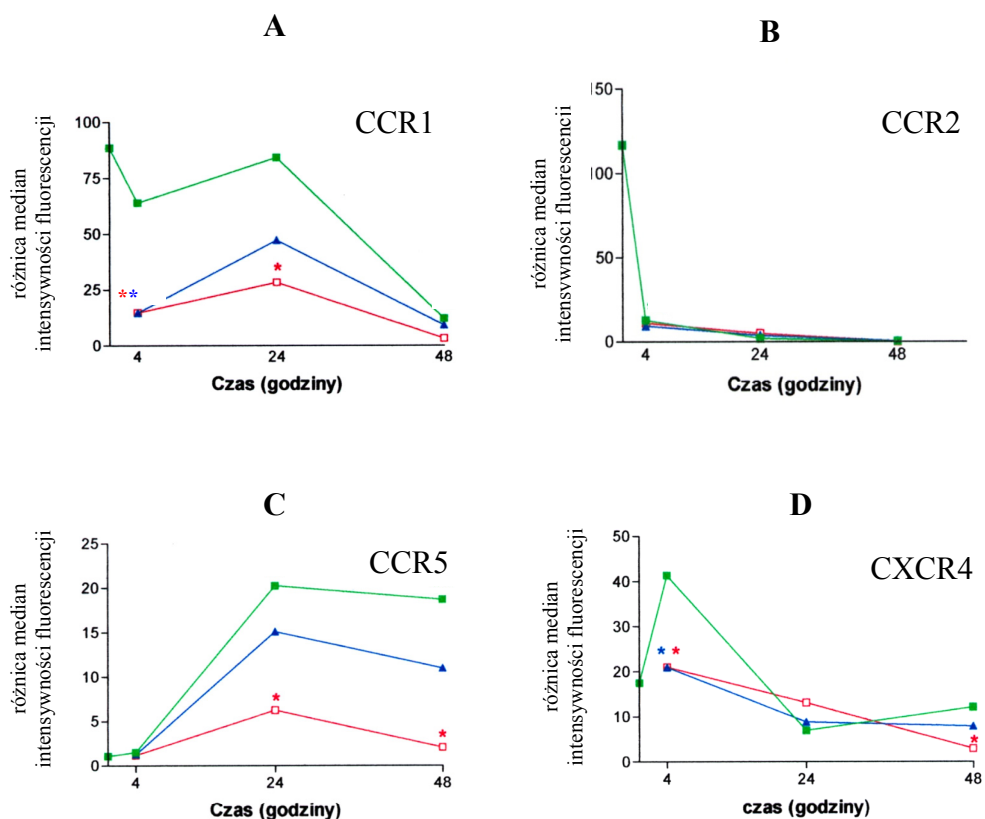 A
CCR1
różnica median
intensywności fluorescencji
100
75
50
25
0
**
*
4
24
48
Czas (godziny)
B
CCR2
różnica median
intensywności fluorescencji
150
100
50
0
4
24
48
Czas (godziny)
C
CCR5
różnica median
intensywności fluorescencji
25
20
15
10
5
0
*
*
4
24
48
Czas (godziny)
D
CXCR4
różnica median
intensywności fluorescencji
50
40
30
20
10
0
* *
*
4
24
48
czas (godziny)